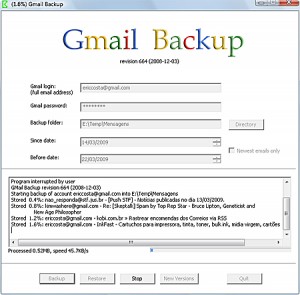 (1.6%) Gmail Backup
Gmail Backup
revision 664 (2008-12-03)
Gmail login:
(full email address)
ericcosta@gmail.com
Gmail password:
********
Backup folder:
E:\Temp\Mensagens
Directory
Since date:
14/03/2009
Newest emails only
Before date:
22/03/2009
Program interrupted by user
GMail Backup revision 664 (2008-12-03)
Starting backup of account ericcosta@gmail.com into E:\Temp\Mensagens
Stored 0.4%: nao_responda@stf.jus.br - [Push STF] - Notícias publicadas no dia 13/03/2009.
Stored 0.8%: - Re: [Skeptalk] Spam by Top Rep Star - Bruce Lipton, Geneticist and
New Age Philosopher
Stored 1.2%: ericcosta@gmail.com - kobi.com.br + Rastrear encomendas dos Correios via RSS
Stored 1.6%: ericcosta@gmail.com - InkFast - Cartuchos para impressora, tinta, toner, bulk ink, mídia virgem, cartões
Processed 0.52MB, speed 45.7KB/s
Backup
Restore
Stop
New Versions
Quit